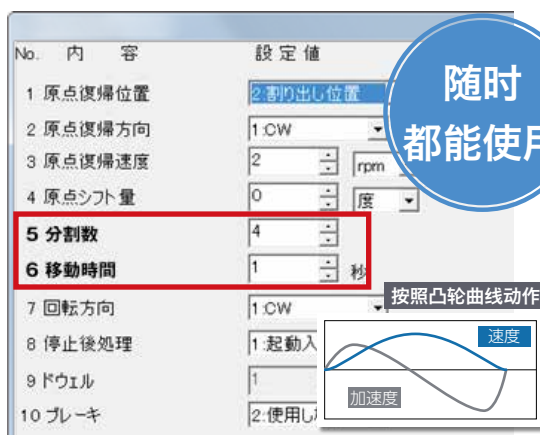 No. 内 容 設定値
1 原点復帰位置 2:割り出し位置
2 原点復帰方向 1:CW
3 原点復帰速度 2 rpm
4 原点シフト量 0 度
5 分割数 4
6 移動時間 1 秒
7 回転方向 1:CW
8 停止後処理 1:起動入
9 ドウェル 1
10 ブレーキ 2:使用し
随时
都能使用
按照凸轮曲线动作
速度
加速度